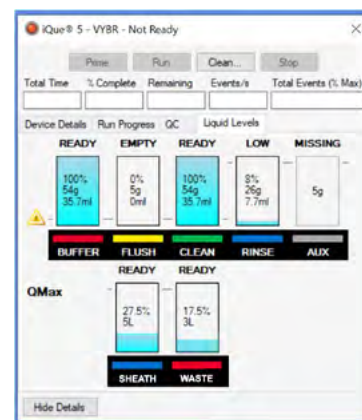 iQue® 5 - VYBR - Not Ready
Prime Run Clean... Stop
Total Time % Complete Remaining Events/s Total Events (% Max)
Device Details Run Progress QC Liquid Levels
READY EMPTY READY LOW MISSING
100% 0% 100% 8%
54g 5g 54g 26g 5g
35.7ml 0ml 35.7ml 7.7ml
BUFFER FLUSH CLEAN RINSE AUX
READY READY
QMax
27.5% 17.5%
5L 3L
SHEATH WASTE
Hide Details